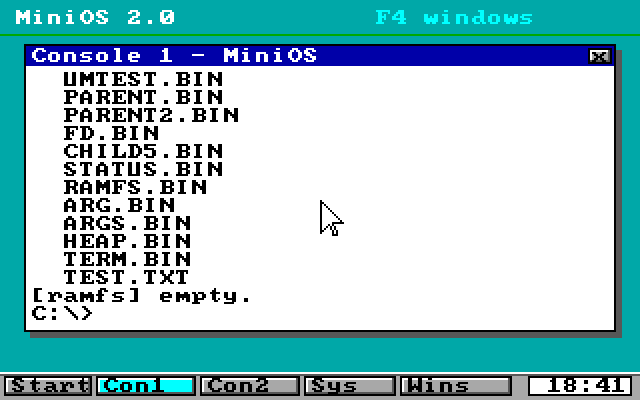 MiniOS 2.0 F4 windows
Console 1 - MiniOS
UMTEST.BIN
PARENT.BIN
PARENT2.BIN
FD.BIN
CHILD5.BIN
STATUS.BIN
RAMFS.BIN
ARG.BIN
ARGS.BIN
HEAP.BIN
TERM.BIN
TEST.TXT
[ramfs] empty.
C:\>
Start Con1 Con2 Sys Wins 18:41